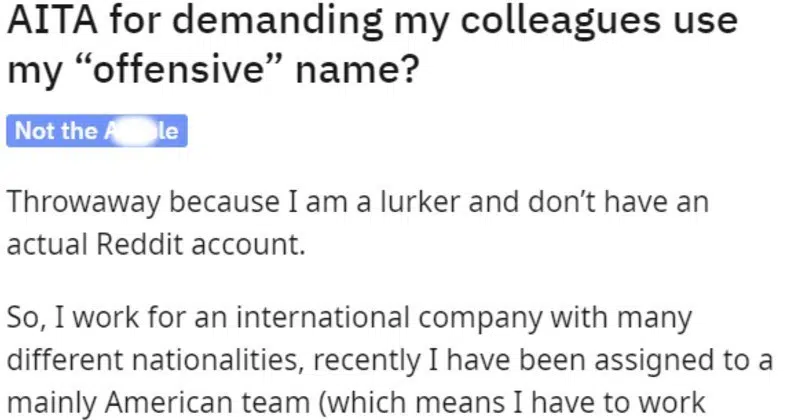 AITA for demanding my colleagues use
my “offensive” name?
Not the
Throwaway because I am a lurker and don’t have an
actual Reddit account.
So, I work for an international company with many
different nationalities, recently I have been assigned to a
mainly American team (which means I have to work